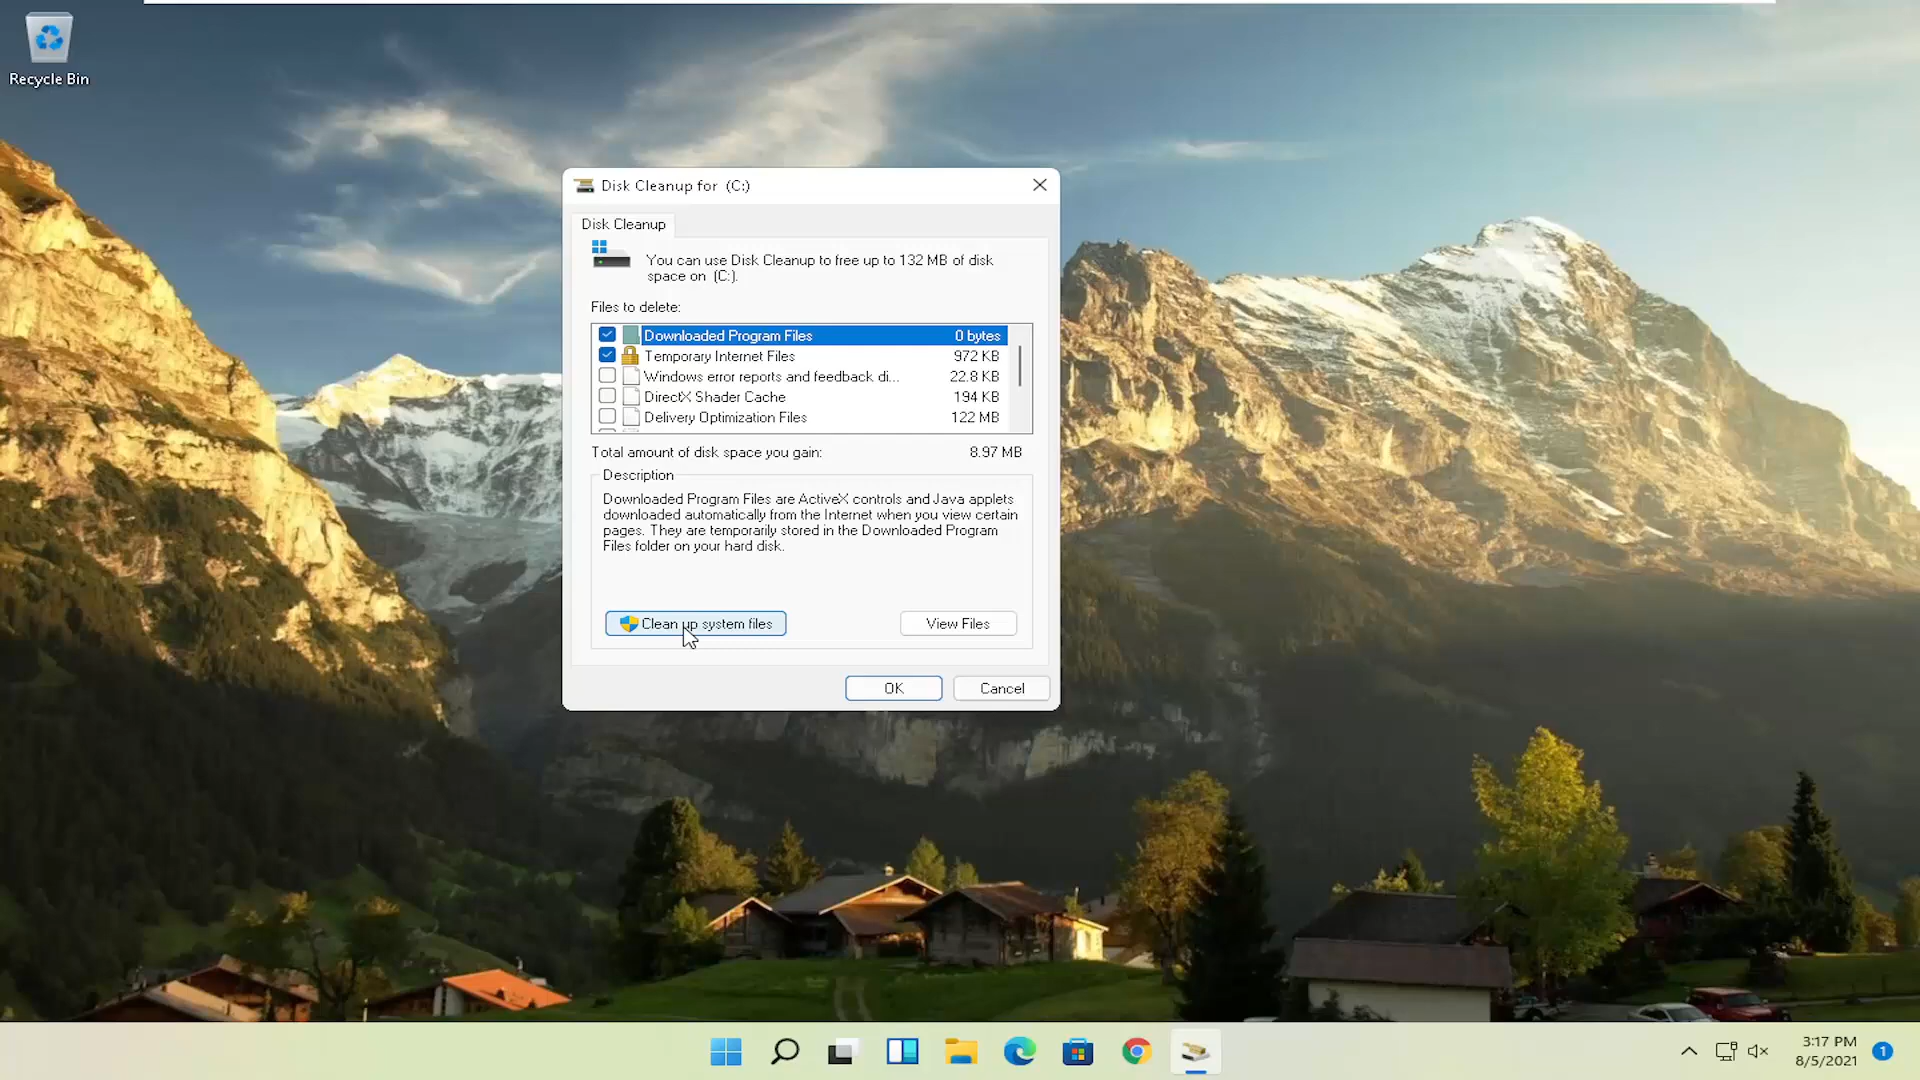 Recycle Bin
Disk Cleanup for (C:)
Disk Cleanup
You can use Disk Cleanup to free up to 132 MB of disk
space on (C:).
Files to delete:
Downloaded Program Files 0 bytes
Temporary Internet Files 972 KB
Windows error reports and feedback di... 22.8 KB
DirectX Shader Cache 194 KB
Delivery Optimization Files 122 MB
Total amount of disk space you gain: 8.97 MB
Description
Downloaded Program Files are ActiveX controls and Java applets
downloaded automatically from the Internet when you view certain
pages. They are temporarily stored in the Downloaded Program
Files folder on your hard disk.
Clean up system files View Files
OK Cancel
3:17 PM
8/5/2021
1